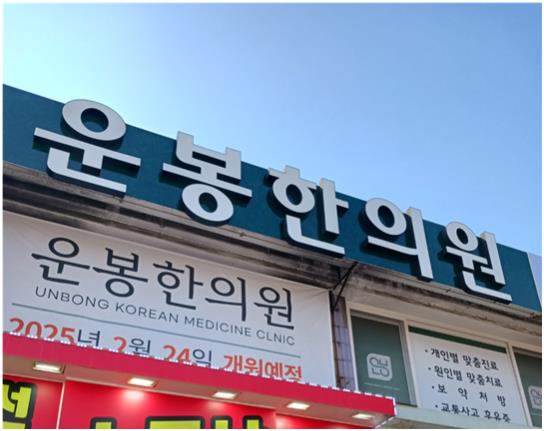 운봉한의원
운봉한의원
UNBONG KOREAN MEDICINE CLNIC
2025년 2월 24일 개원예정
운봉
· 개인별 맞춤진료
· 원인별 맞춤치료
· 보약처방
· 교통사고 후유증